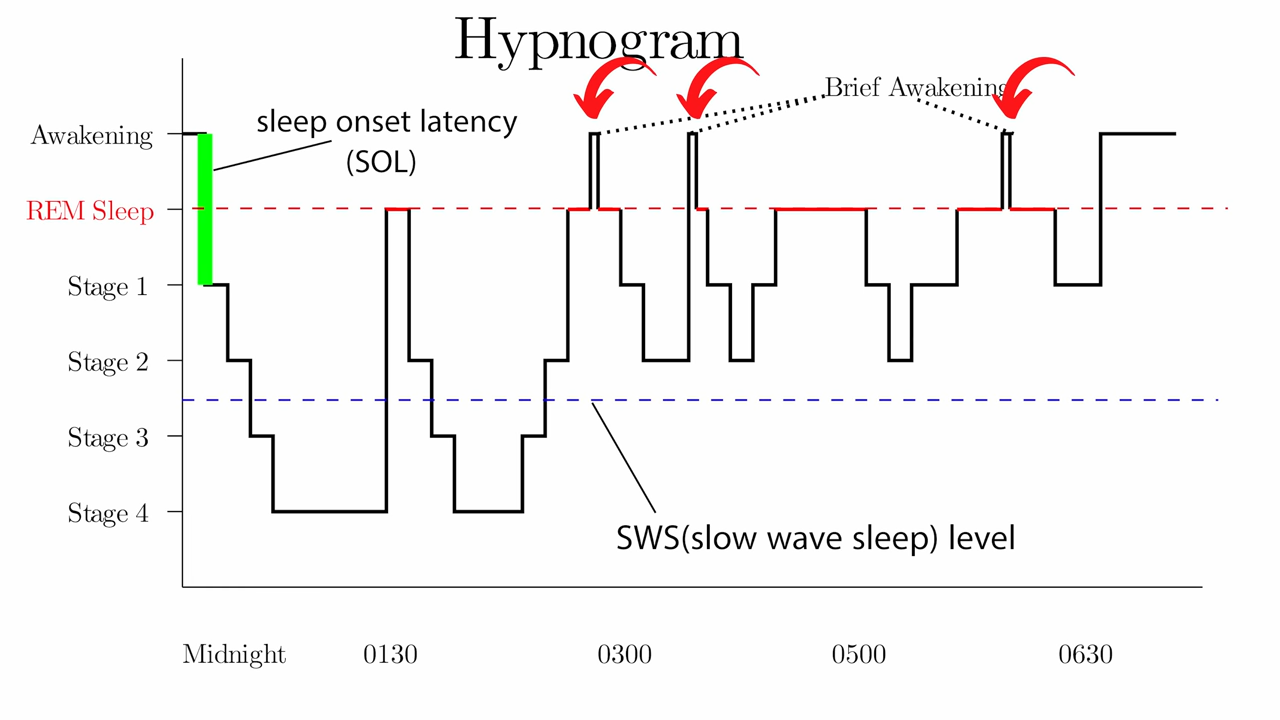 Hypnogram
Brief Awakening
sleep onset latency
(SOL)
Awakening
REM Sleep
Stage 1
Stage 2
Stage 3
Stage 4
SWS(slow wave sleep) level
Midnight 0130 0300 0500 0630